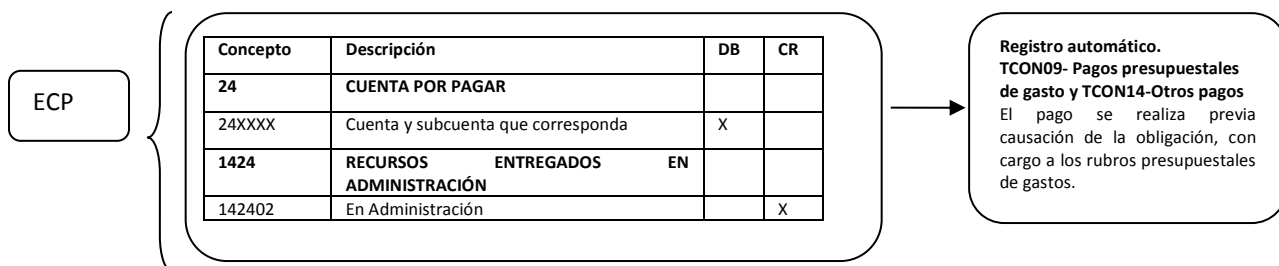 ECP
Concepto Descripción DB CR
24 CUENTA POR PAGAR
24XXXX Cuenta y subcuenta que corresponda X
1424 RECURSOS ENTREGADOS EN
ADMINISTRACIÓN
142402 En Administración X
Registro automático.
TCON09- Pagos presupuestales
de gasto y TCON14-Otros pagos
El pago se realiza previa
causación de la obligación, con
cargo a los rubros presupuestales
de gastos.